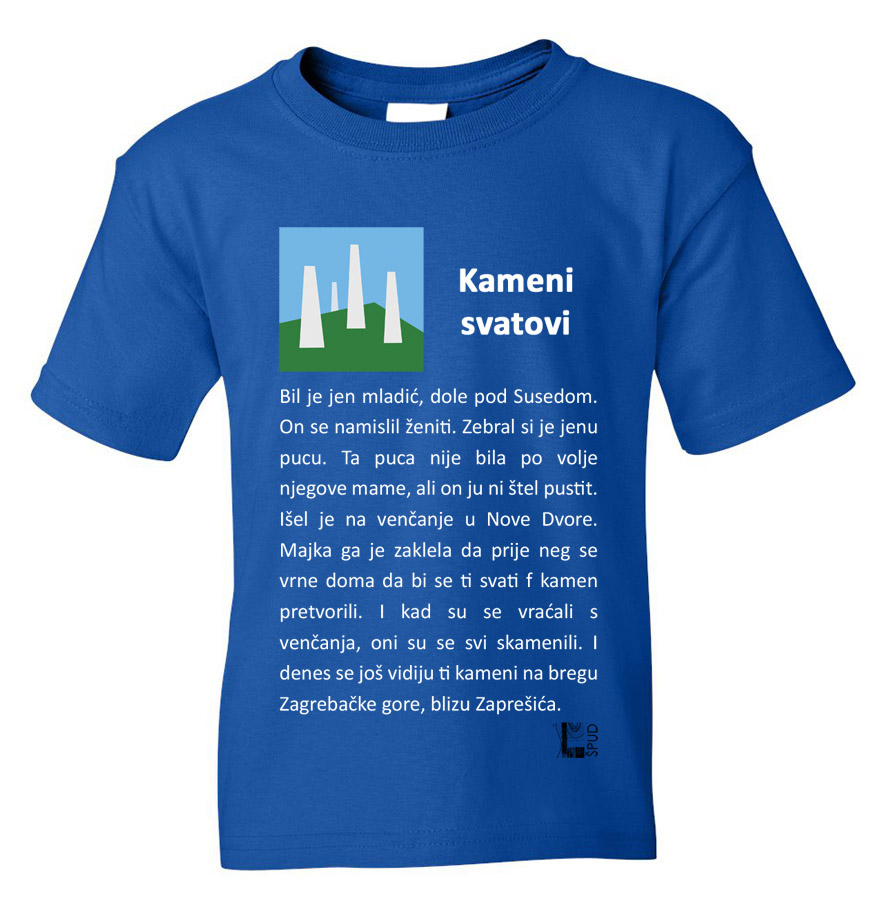 Kameni
svatovi
Bil je jen mladić, dole pod Susedom.
On se namislil ženiti. Zebral si je jenu
pucu. Ta puca nije bila po volje
njegove mame, ali on ju ni štel pustit.
Išel je na venčanje u Nove Dvore.
Majka ga je zaklela da prije neg se
vrne doma da bi se ti svati f kamen
pretvorili. I kad su se vraćali s
venčanja, oni su se svi skamenili. I
denes se još vidiju ti kameni na bregu
Zagrebačke gore, blizu Zaprešića.
ŠPUD